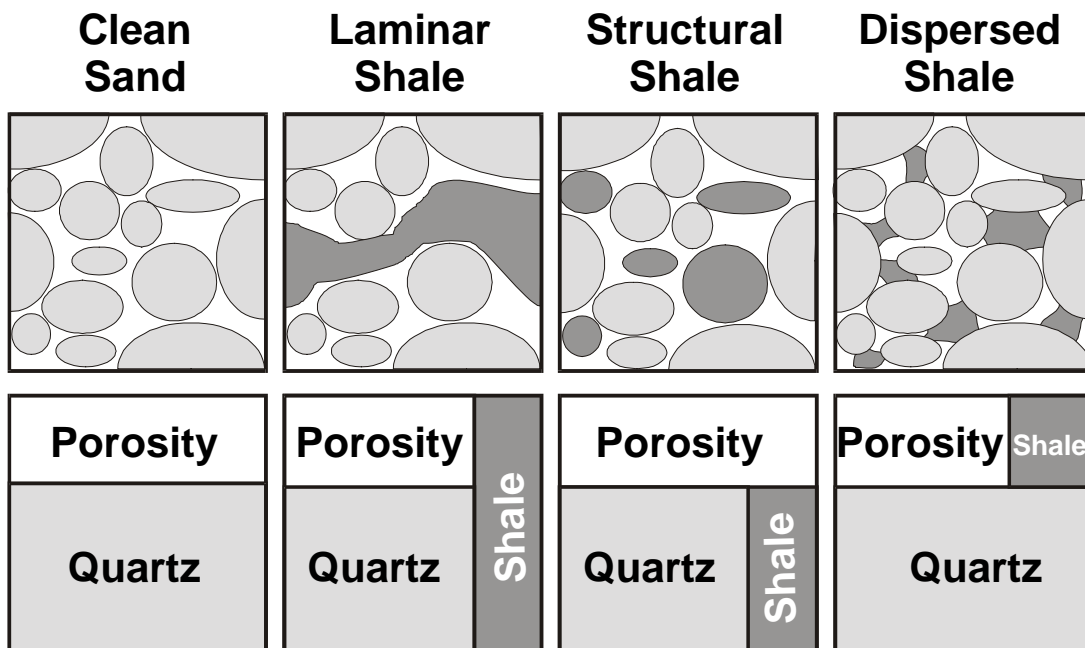 Clean
Sand
Laminar
Shale
Structural
Shale
Dispersed
Shale
Porosity
Quartz
Porosity
Quartz
Shale
Porosity
Quartz
Shale
Porosity
Shale
Quartz